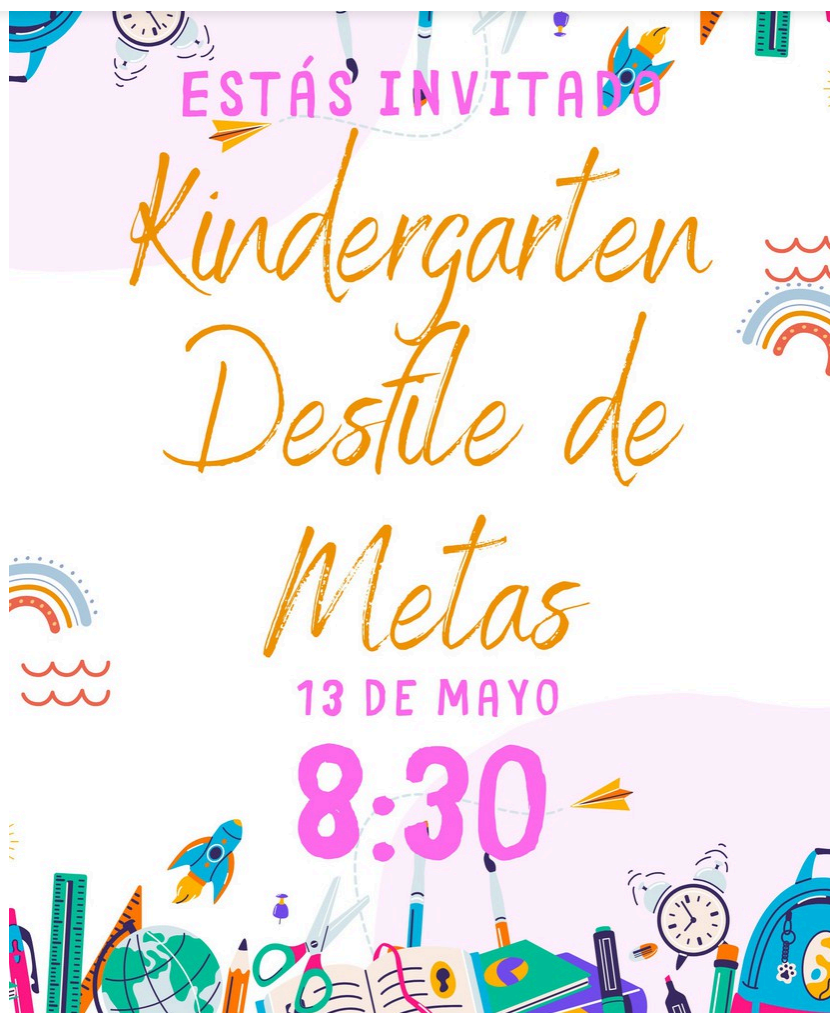 ESTÁS INVITADO
Kindergarten
Desfile de
Metas
13 DE MAYO
8:30